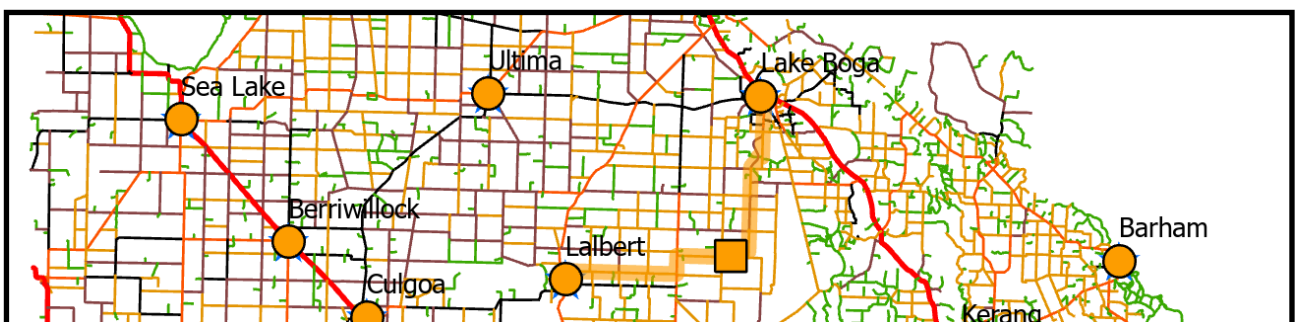 Ultima
Lake Boga
Sea Lake
Berriwillock
Barham
Lalbert
Culgoa
Kerang